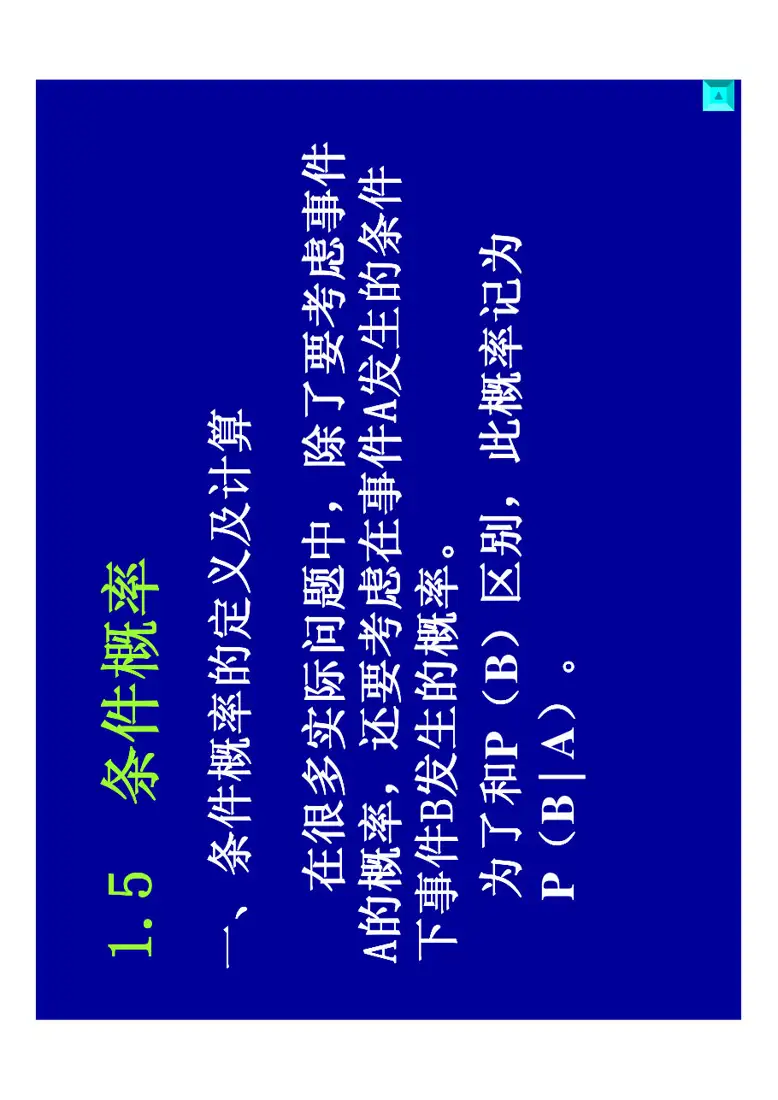 1.5 条件概率
一、条件概率的定义及计算
在很多实际问题中，除了要考虑事件
A的概率，还要考虑在事件A发生的条件
下事件B发生的概率。
为了和P（B）区别，此概率记为
P（B|A）。